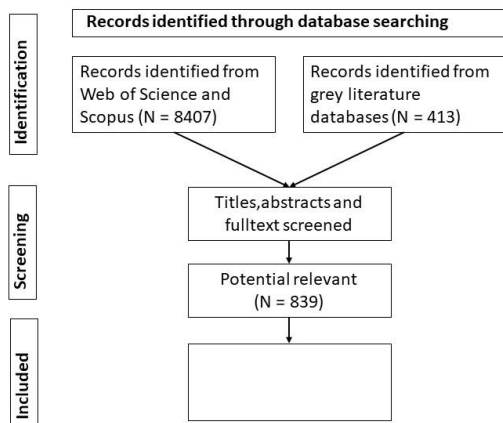 Records identified through database searching
Identification
Records identified from
Web of Science and
Scopus (N = 8407)
Records identified from
grey literature
databases (N = 413)
Screening
Titles,abstracts and
fulltext screened
Potential relevant
(N = 839)
Included